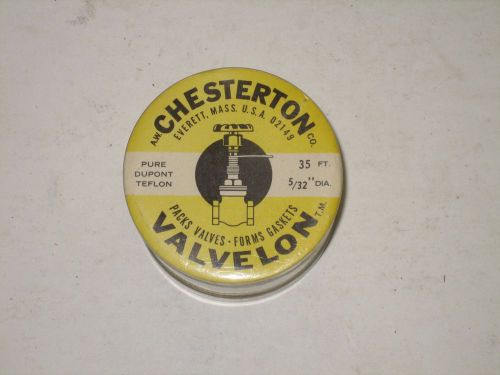 A.W. CHESTERTON CO.
EVERETT, MASS. U.S.A. 02149
PURE
DUPONT
TEFLON
35 FT.
5/32" DIA.
PACKS VALVES - FORMS GASKETS
VALVELON T.M.